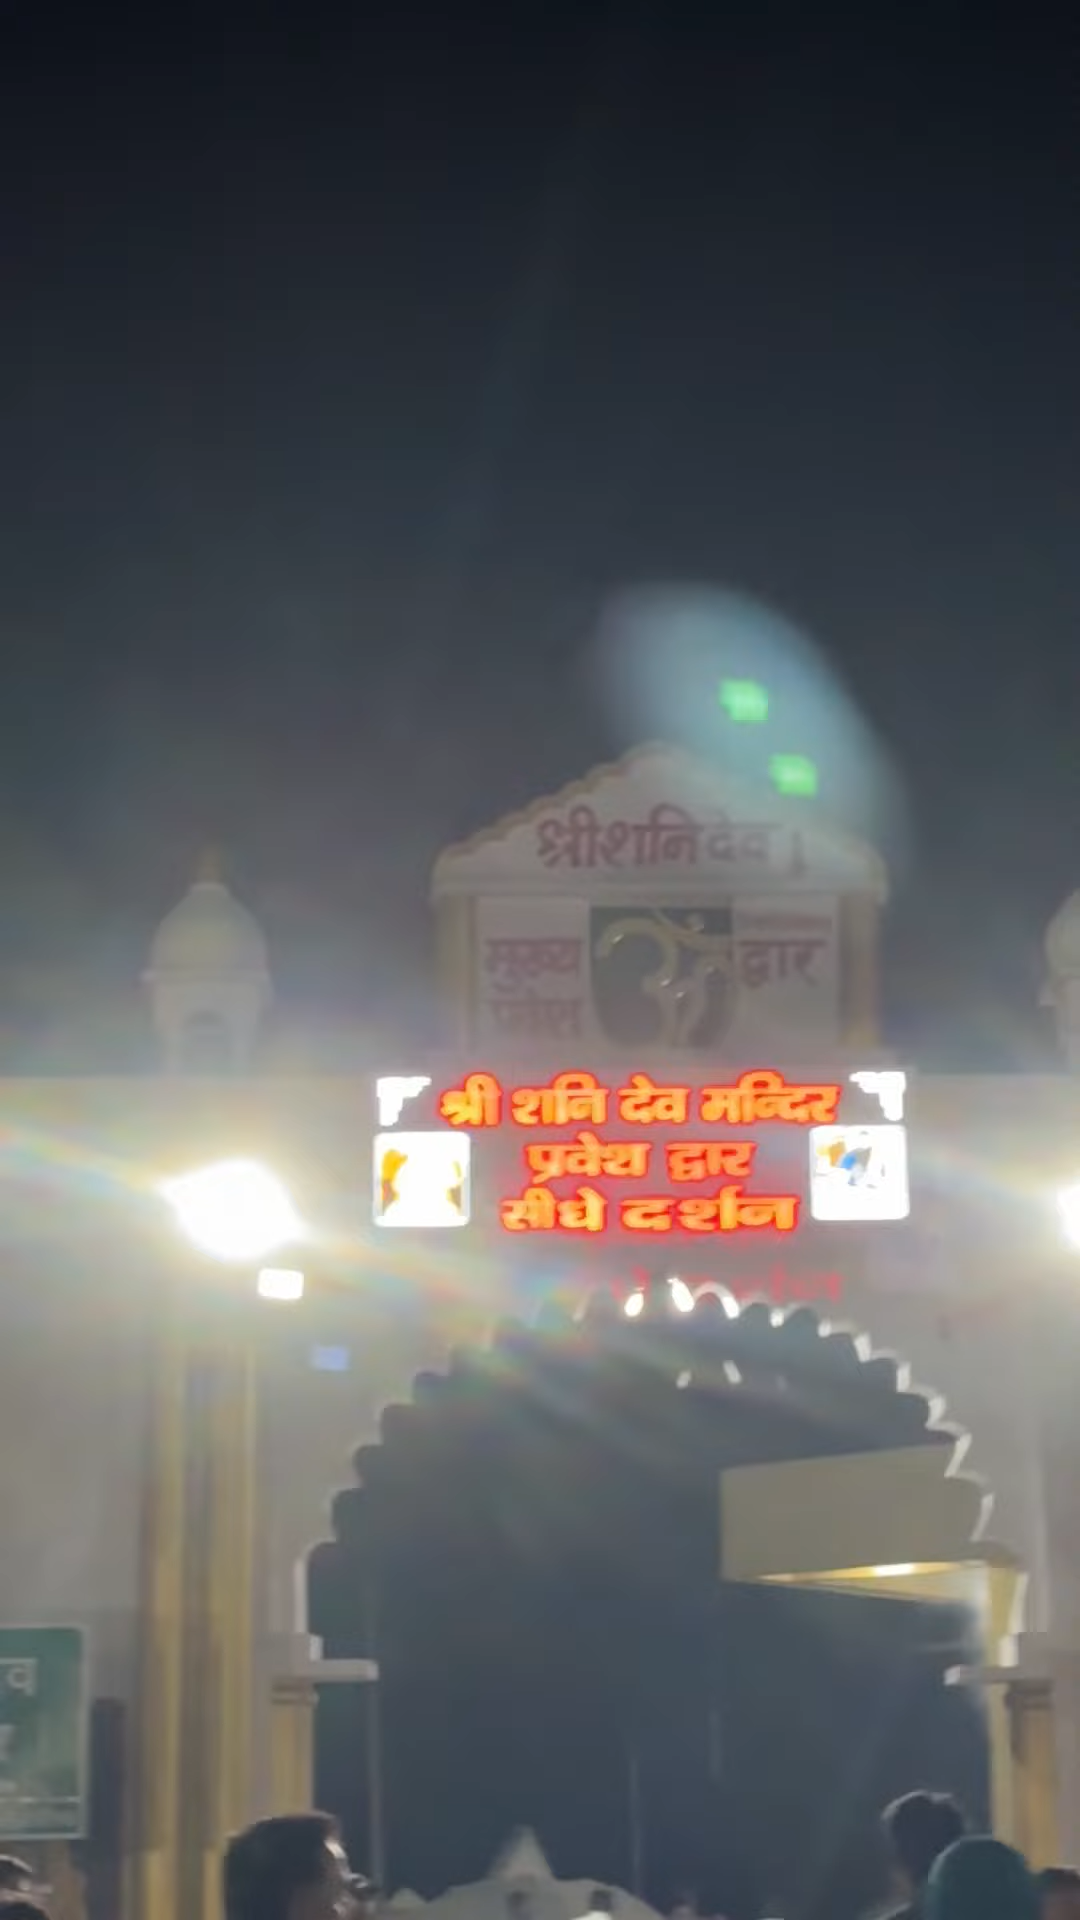 श्री शनि देव
मुख्य द्वार
प्रवेश
श्री शनि देव मन्दिर
प्रवेश द्वार
सीधे दर्शन